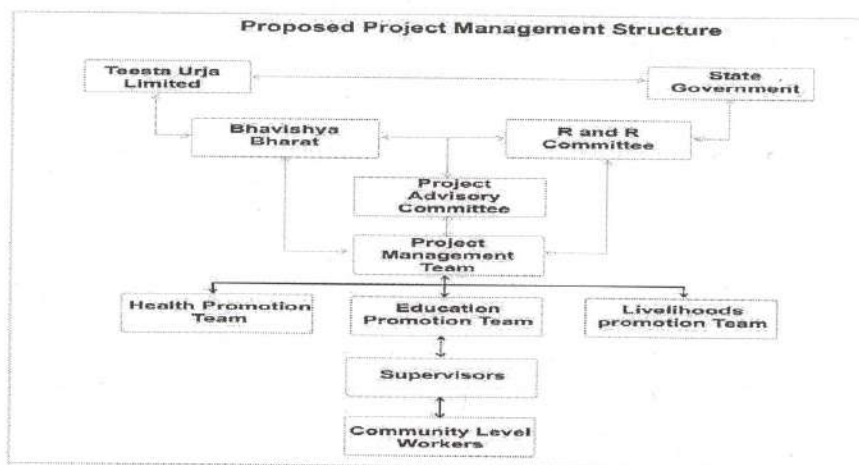 Proposed Project Management Structure
Teesta Urja
Limited
State
Government
Bhavishya
Bharat
R and R
Committee
Project
Advisory
Committee
Project
Management
Team
Health Promotion
Team
Education
Promotion Team
Livelihoods
promotion Team
Supervisors
Community Level
Workers